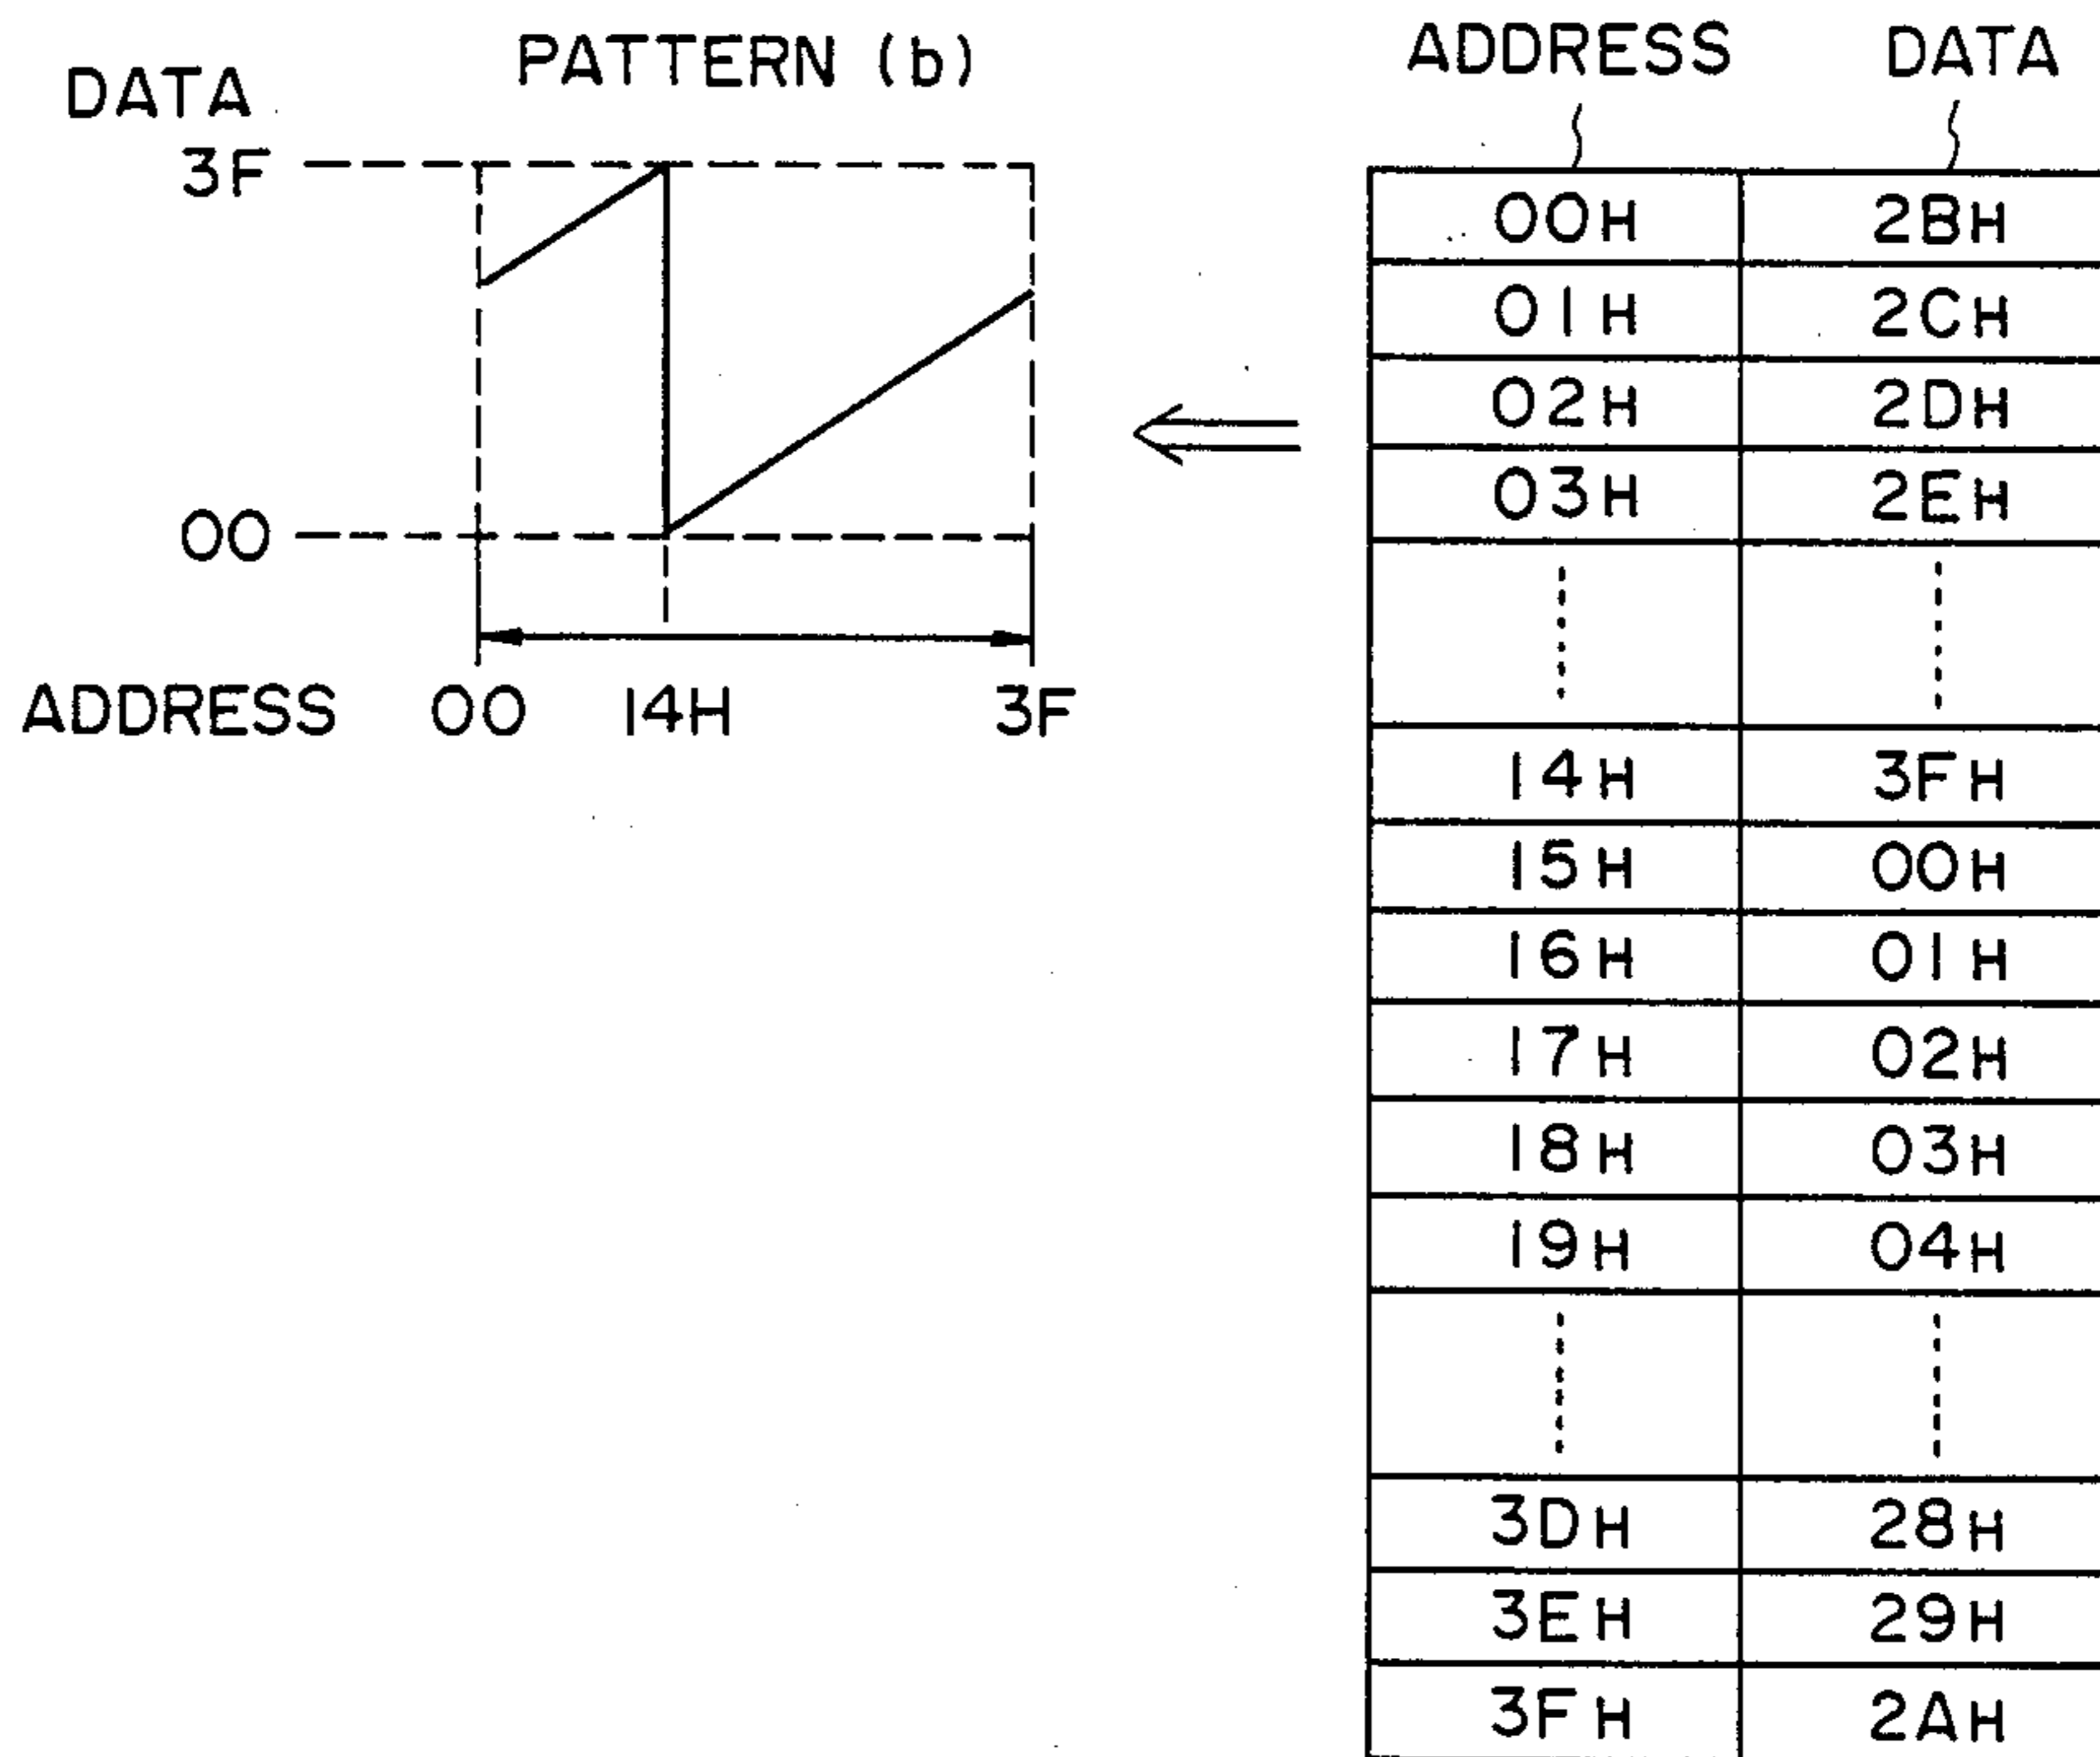 PATTERN (b)
DATA
3F
00
ADDRESS 00 14H 3F
ADDRESS DATA
00H 2BH
01H 2CH
02H 2DH
03H 2EH
14H 3FH
15H 00H
16H 01H
17H 02H
18H 03H
19H 04H
3DH 28H
3EH 29H
3FH 2AH